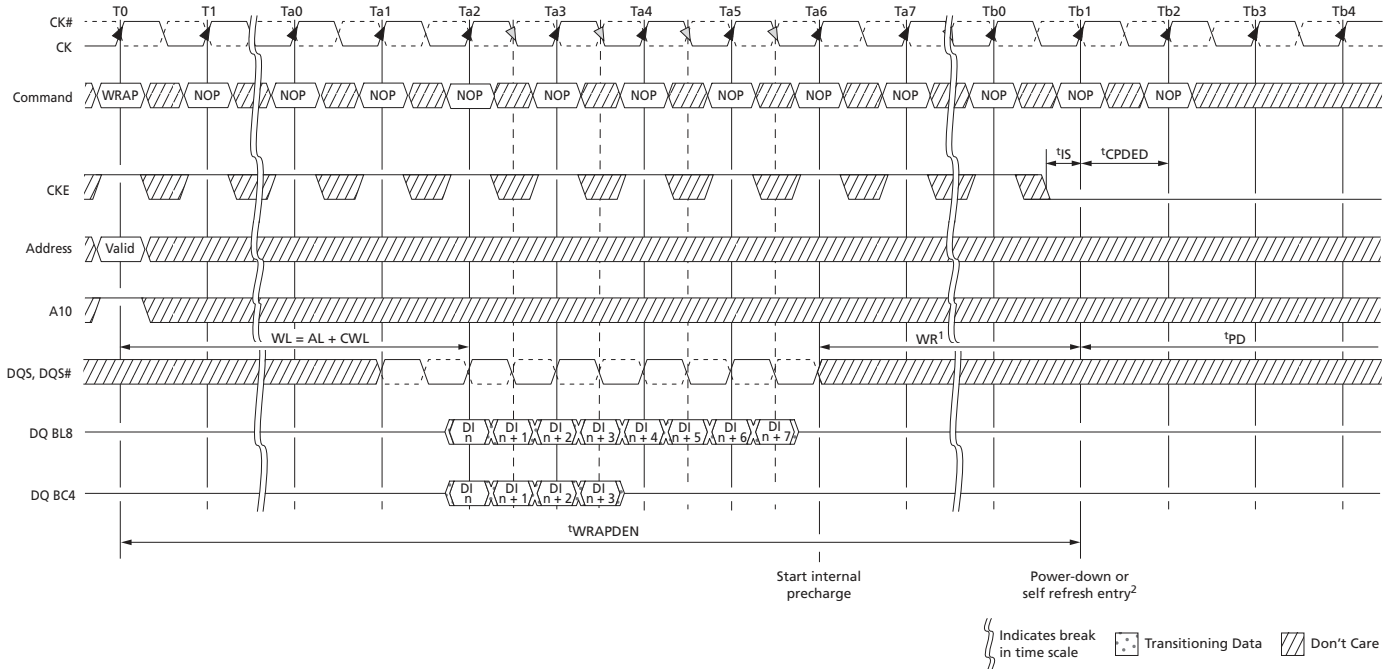 T0 T1 Ta0 Ta1 Ta2 Ta3 Ta4 Ta5 Ta6 Ta7 Tb0 Tb1 Tb2 Tb3 Tb4
CK#
CK
Command WRAP NOP NOP NOP NOP NOP NOP NOP NOP NOP NOP NOP NOP
tIS tCPDED
CKE
Address Valid
A10
WL = AL + CWL WR1 tPD
DQS, DQS#
DQ BL8 DI n DI n + 1 DI n + 2 DI n + 3 DI n + 4 DI n + 5 DI n + 6 DI n + 7
DQ BC4 DI n DI n + 1 DI n + 2 DI n + 3
tWRAPDEN
Start internal
precharge
Power-down or
self refresh entry2
Indicates break
in time scale
Transitioning Data
Don't Care